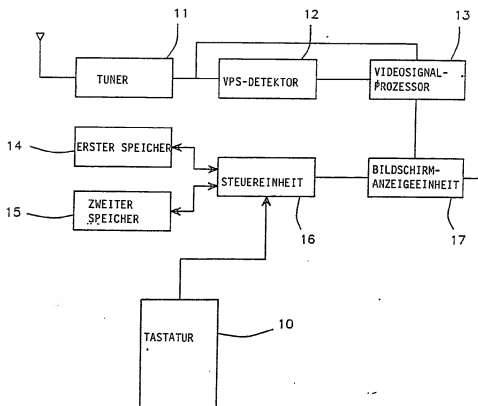 11
12
13
TUNER
VPS-DETEKTOR
VIDEOSIGNAL-
PROZESSOR
14
ERSTER SPEICHER
15
ZWEITER
SPEICHER
STEUEREINHEIT
16
BILDSCHIRM-
ANZEIGEEINHEIT
17
TASTATUR
10